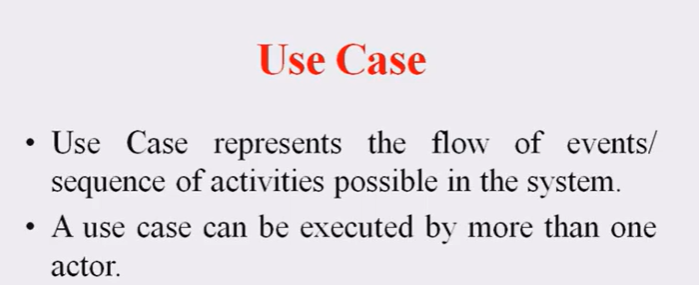 Use Case
• Use Case represents the flow of events/
sequence of activities possible in the system.
• A use case can be executed by more than one
actor.